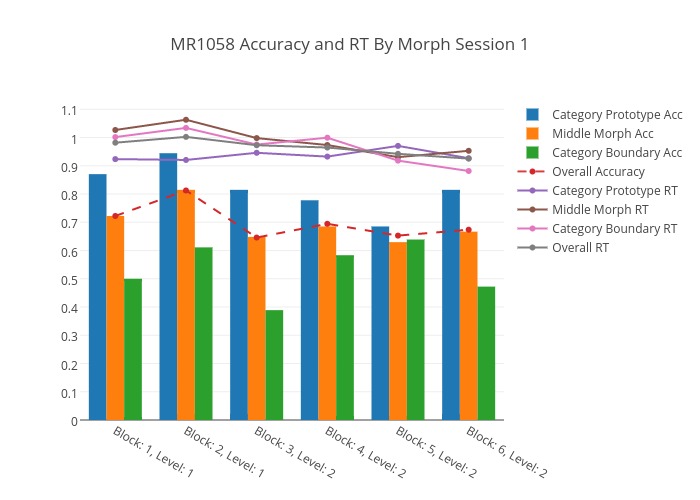 MR1058 Accuracy and RT By Morph Session 1
1.1
1
0.9
0.8
0.7
0.6
0.5
0.4
0.3
0.2
0.1
0
Block: 1, Level: 1
Block: 2, Level: 1
Block: 3, Level: 2
Block: 4, Level: 2
Block: 5, Level: 2
Block: 6, Level: 2
Category Prototype Acc
Middle Morph Acc
Category Boundary Acc
Overall Accuracy
Category Prototype RT
Middle Morph RT
Category Boundary RT
Overall RT